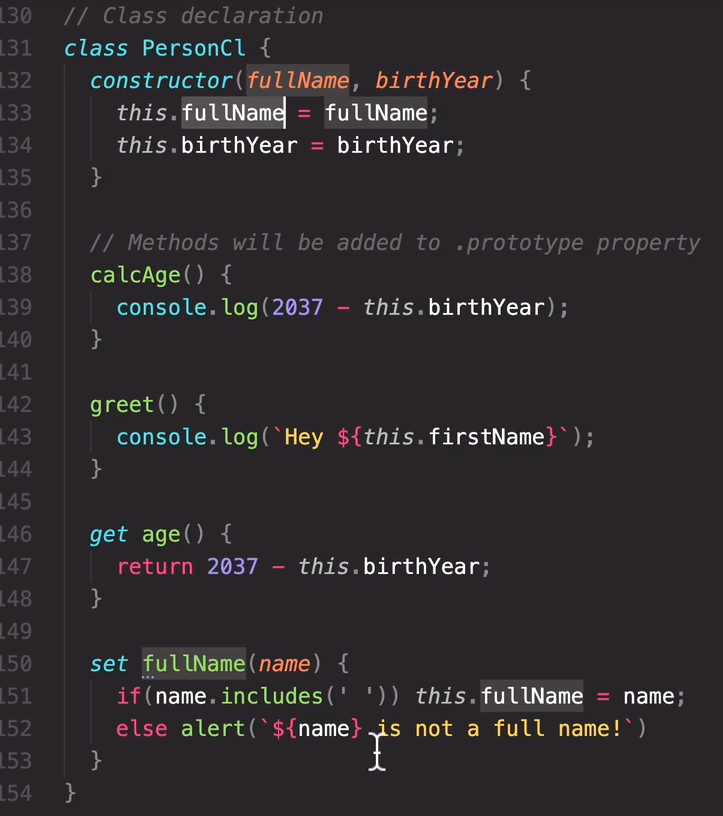 130 // Class declaration
131 class PersonCl {
132 constructor(fullName, birthYear) {
133 this.fullName = fullName;
134 this.birthYear = birthYear;
135 }
136
137 // Methods will be added to .prototype property
138 calcAge() {
139 console.log(2037 - this.birthYear);
140 }
141
142 greet() {
143 console.log(`Hey ${this.firstName}`);
144 }
145
146 get age() {
147 return 2037 - this.birthYear;
148 }
149
150 set fullName(name) {
151 if(name.includes(' ')) this.fullName = name;
152 else alert(`${name} is not a full name!`)
153 }
154 }